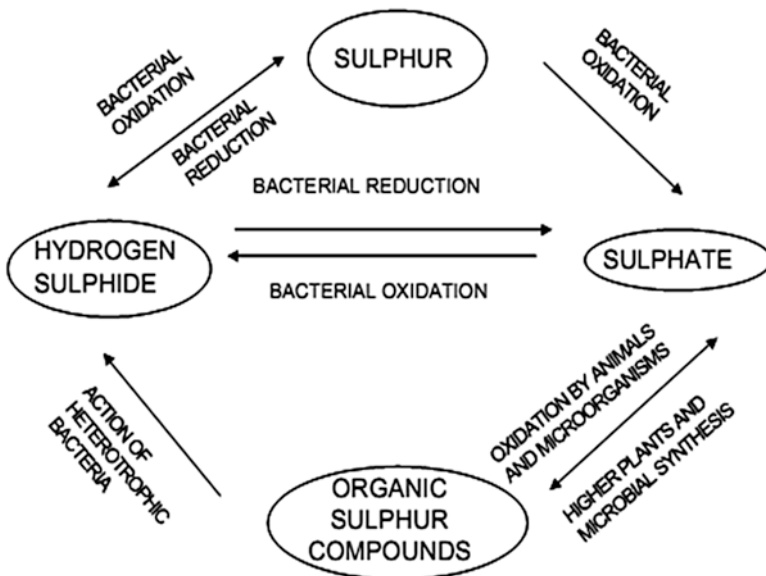 SULPHUR
BACTERIAL
OXIDATION
BACTERIAL
REDUCTION
BACTERIAL
OXIDATION
BACTERIAL REDUCTION
HYDROGEN
SULPHIDE
SULPHATE
BACTERIAL OXIDATION
ACTION OF
HETEROTROPHIC
BACTERIA
OXIDATION BY ANIMALS
AND MICROORGANISMS
HIGHER PLANTS AND
MICROBIAL SYNTHESIS
ORGANIC
SULPHUR
COMPOUNDS